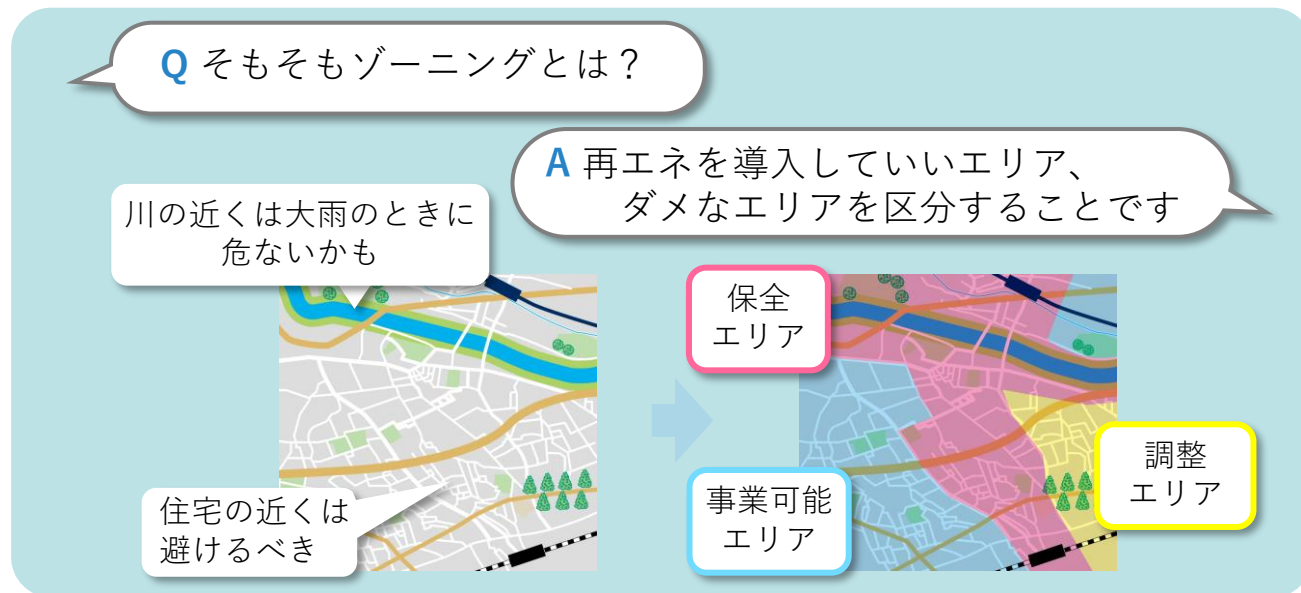 Q そもそもゾーニングとは？
A 再エネを導入していいエリア、
ダメなエリアを区分することです
川の近くは大雨のときに
危ないかも
住宅の近くは
避けるべき
保全
エリア
事業可能
エリア
調整
エリア